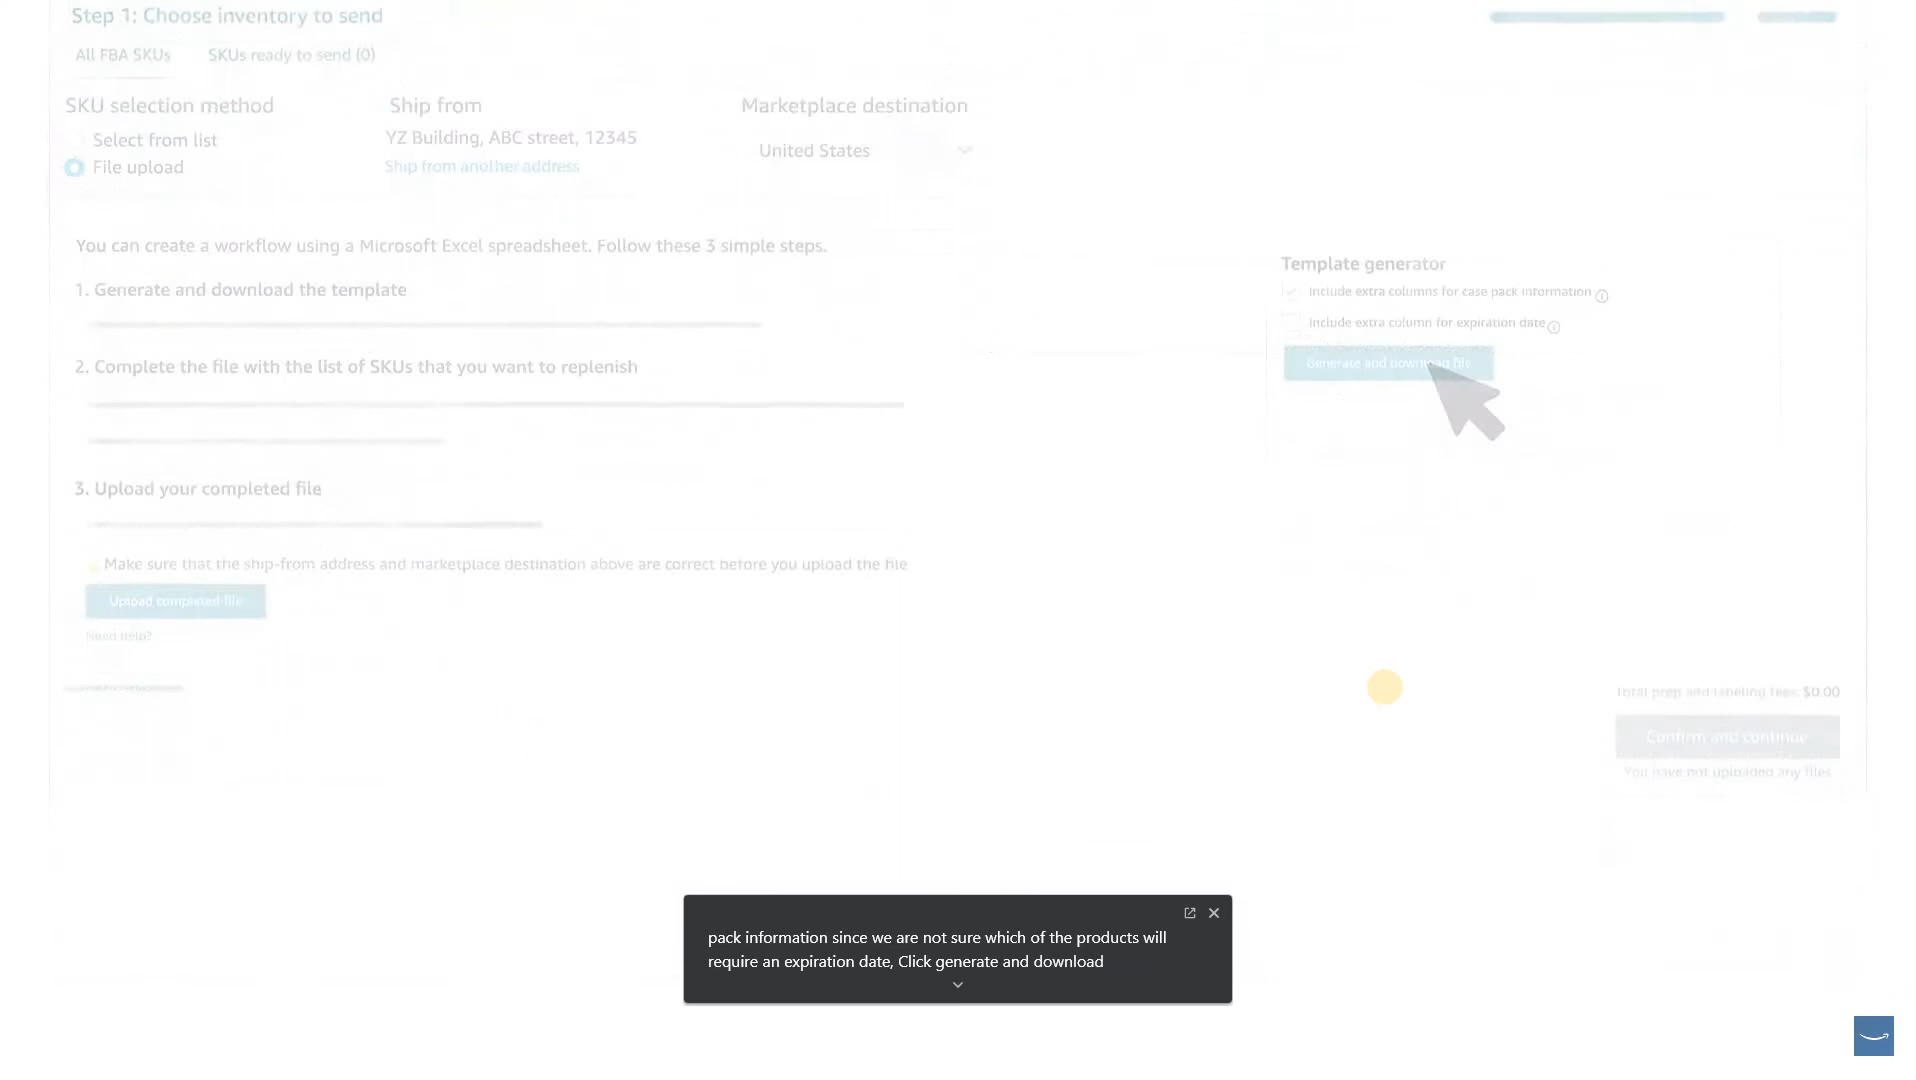 Step 1: Choose inventory to send
All FBA SKUs SKUs ready to send (0)
SKU selection method Ship from Marketplace destination
Select from list YZ Building, ABC street, 12345 United States
File upload Ship from another address
You can create a workflow using a Microsoft Excel spreadsheet. Follow these 3 simple steps.
Template generator
1. Generate and download the template
Include extra columns for case pack information
Include extra column for expiration date
Generate and download file
2. Complete the file with the list of SKUs that you want to replenish
3. Upload your completed file
Make sure that the ship-from address and marketplace destination above are correct before you upload the file
Upload completed file
Need help?
Total prep and labeling fees: $0.00
Confirm and continue
You have not uploaded any files
pack information since we are not sure which of the products will
require an expiration date, Click generate and download